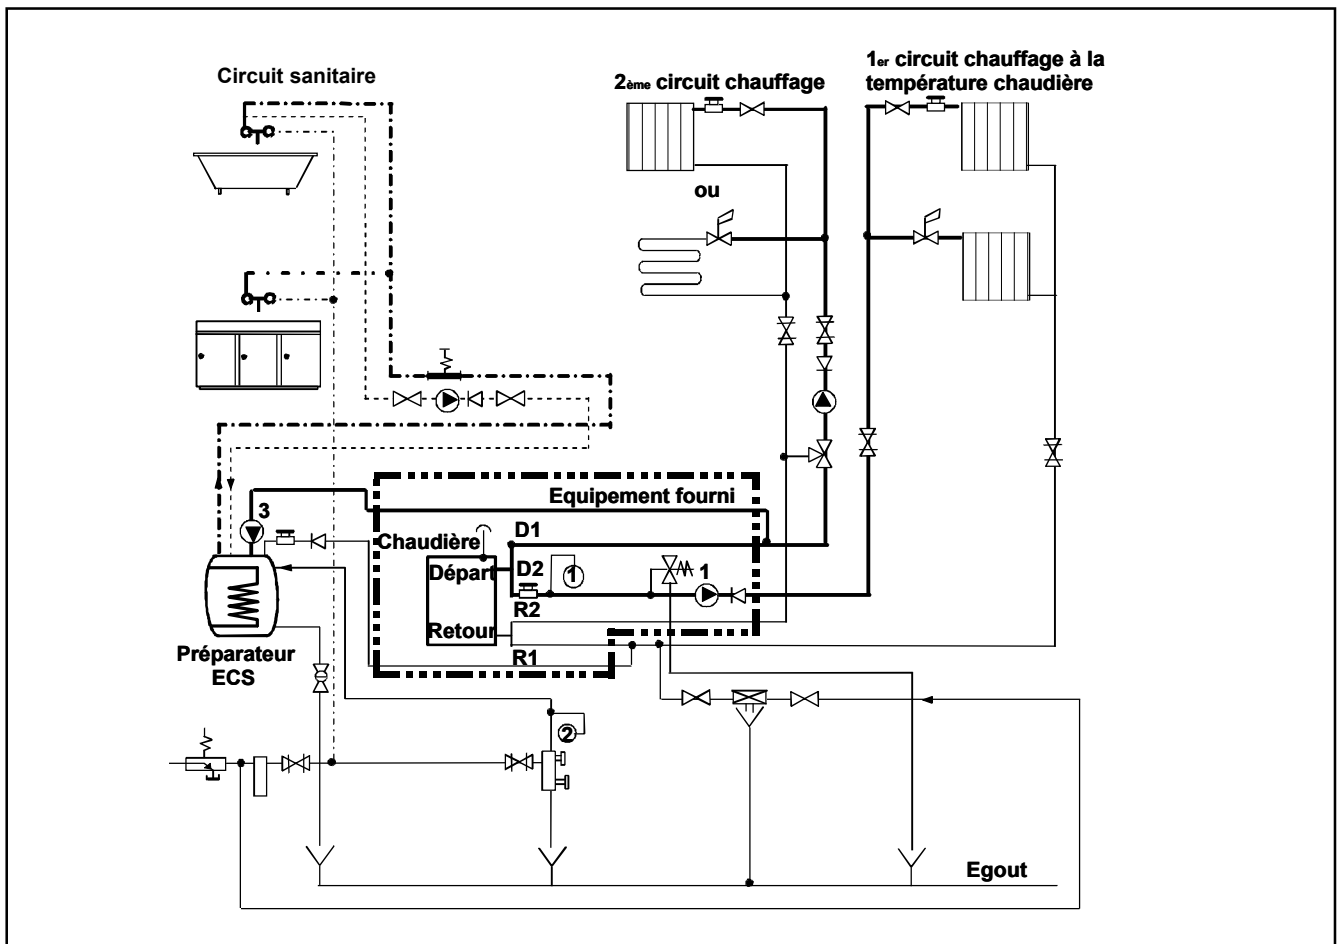 Circuit sanitaire
2ème circuit chauffage
1er circuit chauffage à la
température chaudière
ou
Equipement fourni
3
D1
Chaudière
Départ
D2
1
1
R2
Retour
R1
Préparateur
ECS
2
Egout